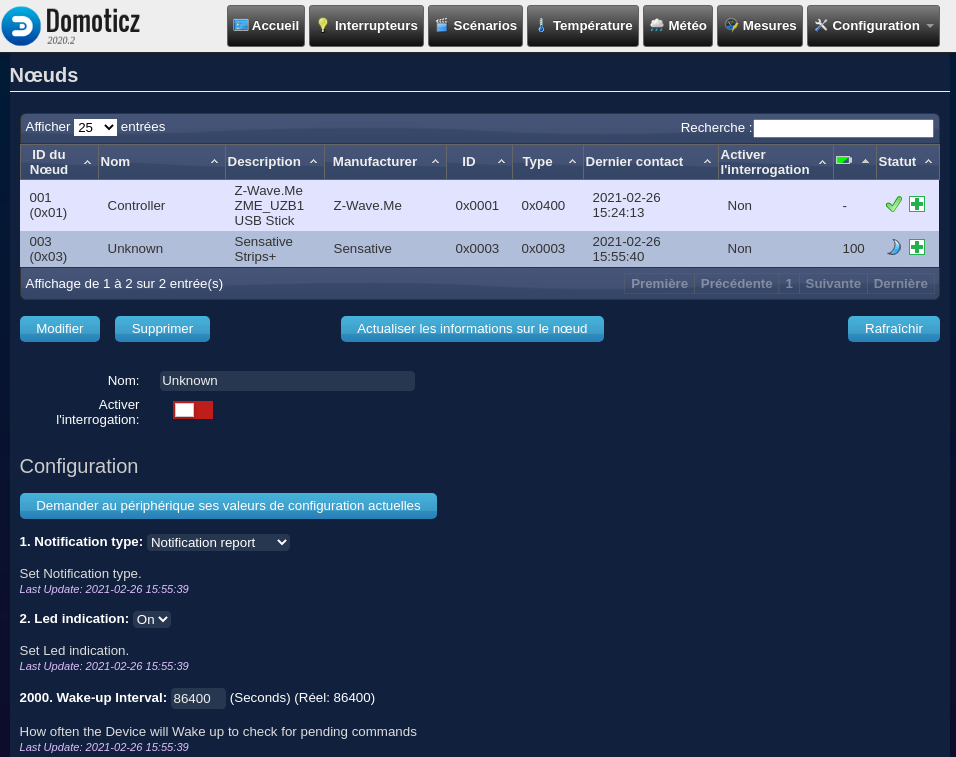 Domoticz
2020.2
Accueil Interrupteurs Scénarios Température Météo Mesures Configuration
Nœuds
Afficher 25 entrées Recherche :
ID du Nœud Nom Description Manufacturer ID Type Dernier contact Activer l'interrogation Statut
001 (0x01) Controller Z-Wave.Me ZME_UZB1 USB Stick Z-Wave.Me 0x0001 0x0400 2021-02-26 15:24:13 Non -
003 (0x03) Unknown Sensative Strips+ Sensative 0x0003 0x0003 2021-02-26 15:55:40 Non 100
Affichage de 1 à 2 sur 2 entrée(s) Première Précédente 1 Suivante Dernière
Modifier Supprimer Actualiser les informations sur le nœud Rafraîchir
Nom: Unknown
Activer
l'interrogation:
Configuration
Demander au périphérique ses valeurs de configuration actuelles
1. Notification type: Notification report
Set Notification type.
Last Update: 2021-02-26 15:55:39
2. Led indication: On
Set Led indication.
Last Update: 2021-02-26 15:55:39
2000. Wake-up Interval: 86400 (Seconds) (Réel: 86400)
How often the Device will Wake up to check for pending commands
Last Update: 2021-02-26 15:55:39